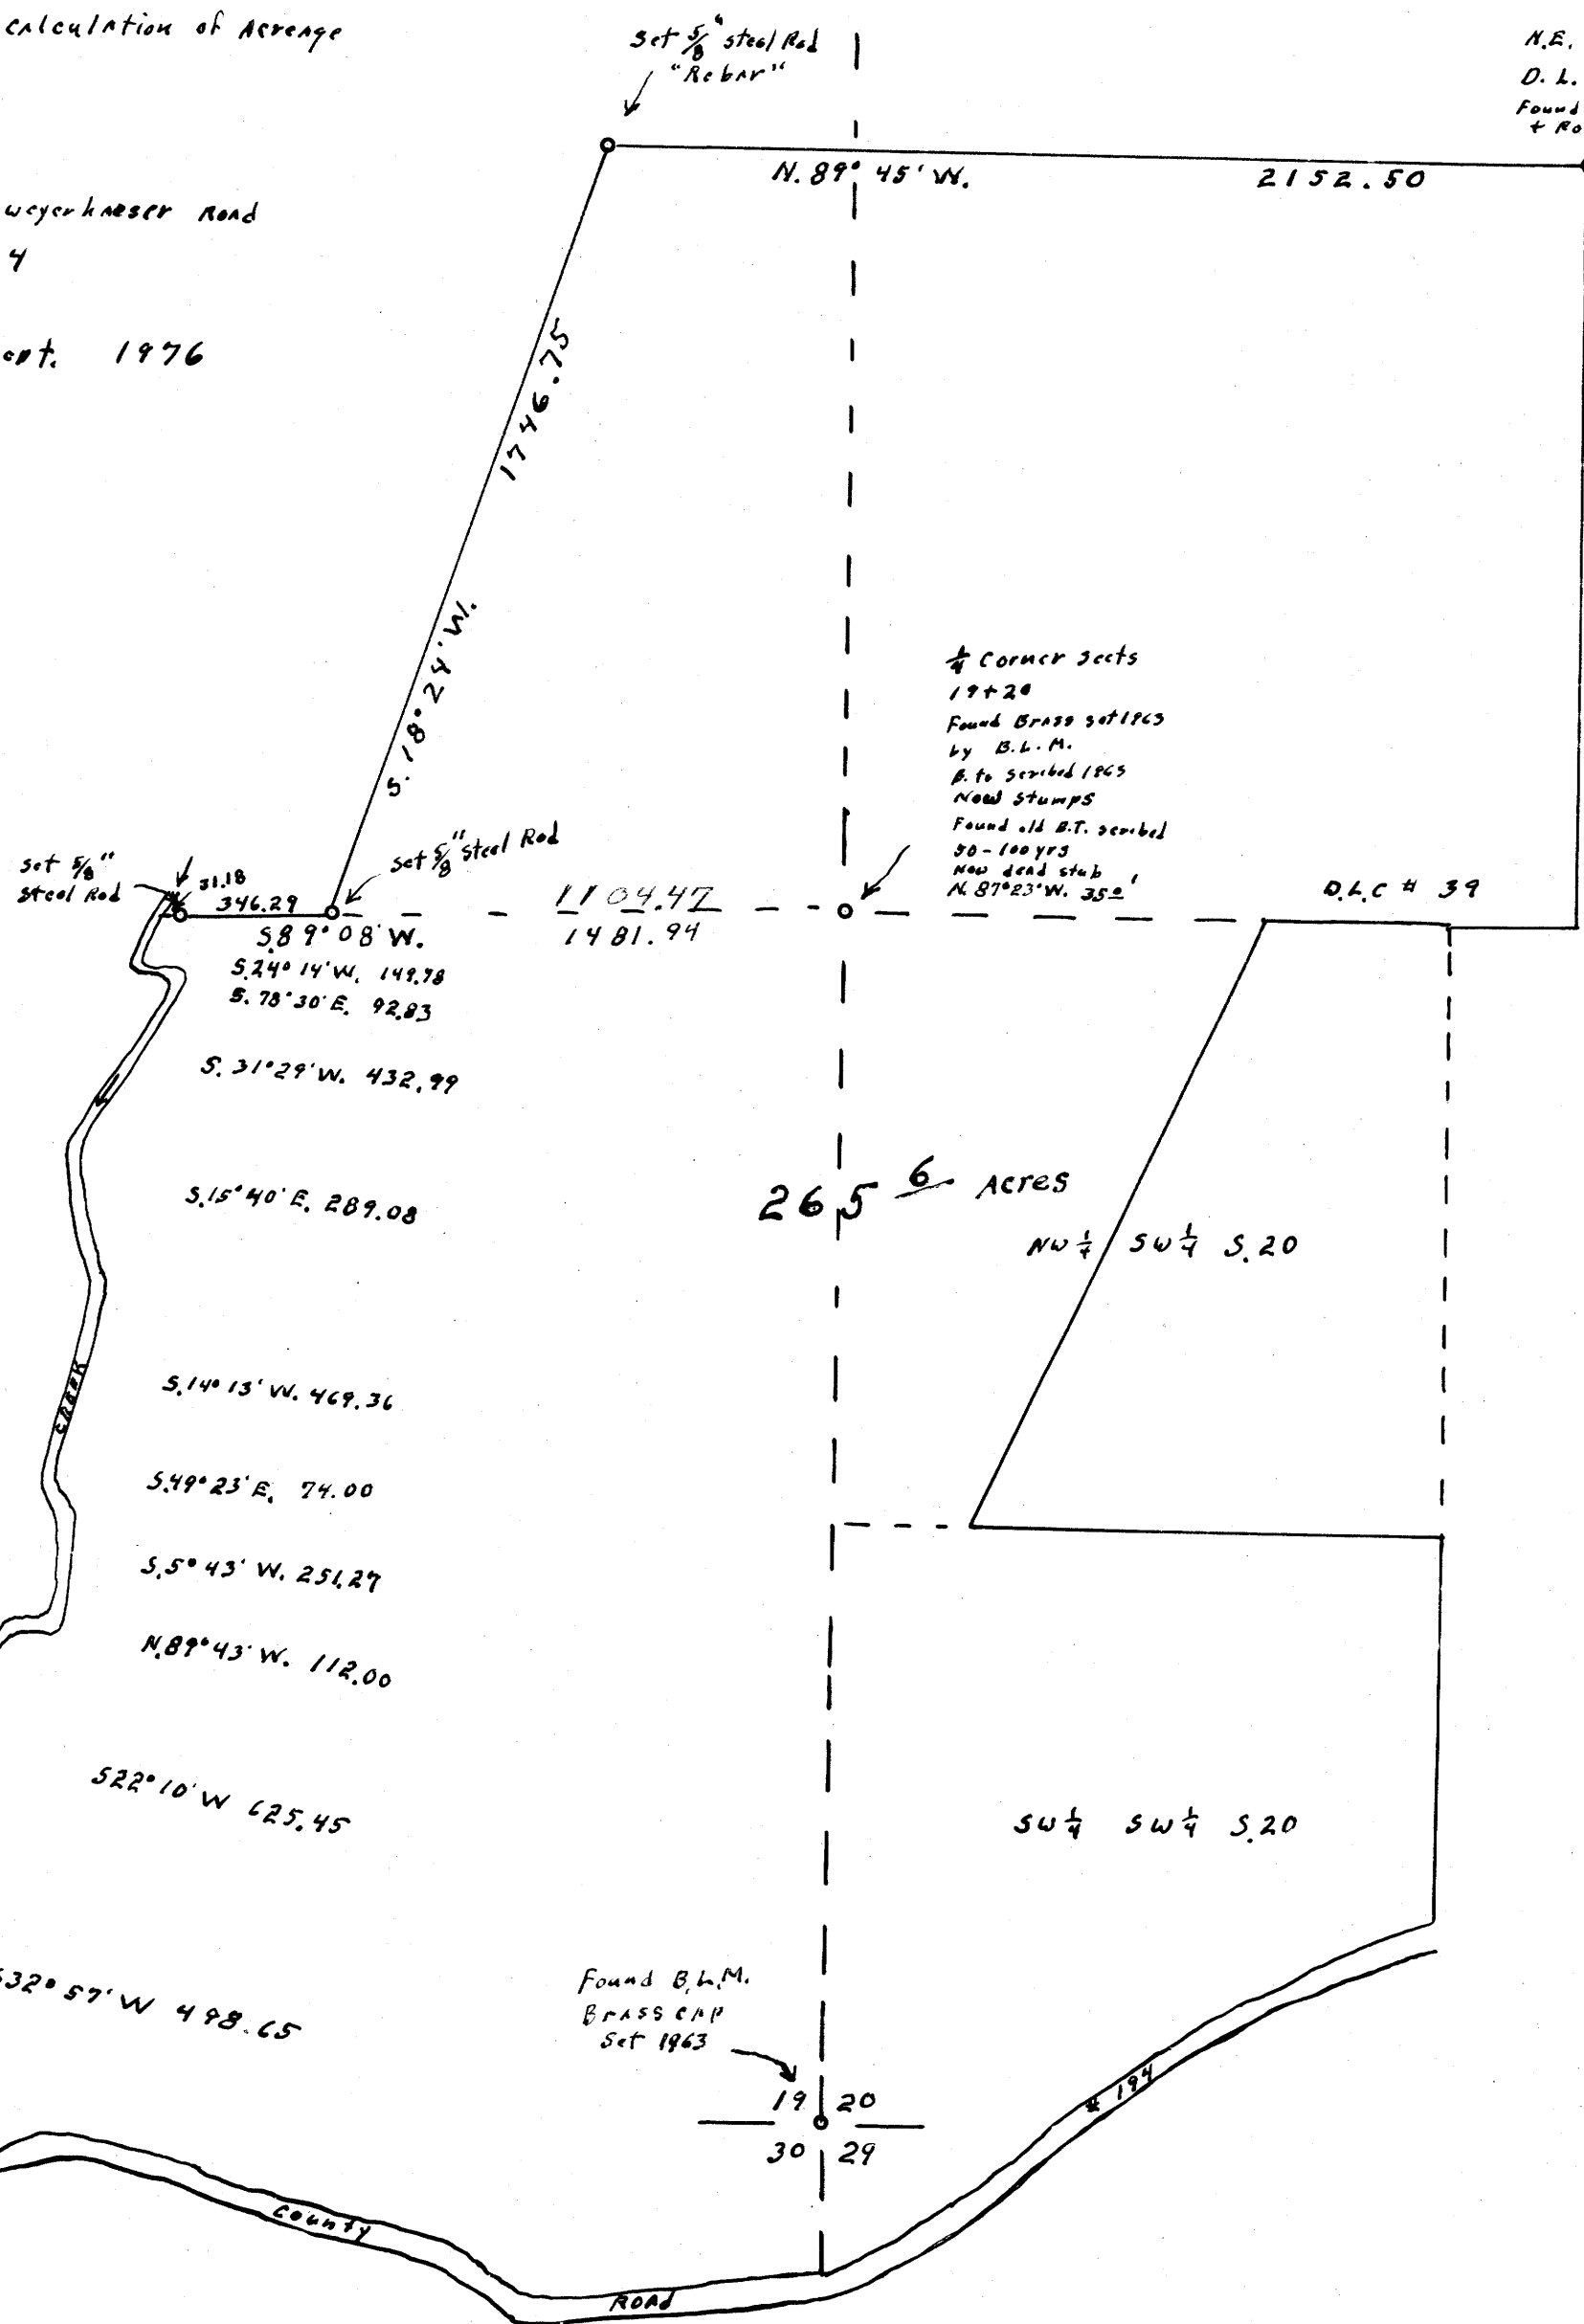 calculation of Acreage
Set 5/8" steel Rod
"Rebar"
N.E.
D. L.
Found
weyerhaeser Road
4
1976
N. 89° 45' W. 2152.50
1746.75
S. 18° 24' W.
1/4 Corner sects
19+20
Found Brass set 1963
by B.L.M.
Now stumps
Found old B.T. scribed
50-100 yrs
Now dead stub
N. 87° 23' W. 35.0'
set 5/8"
steel Rod
31.18
346.29
set 5/8" steel Rod
1104.47
1481.94
S89° 08' W.
D.L.C # 39
S.24° 14' W. 149.78
S. 78° 30' E. 92.83
S. 31° 29' W. 432.99
S.15° 40' E. 289.08
265 6 Acres
NW 1/4 SW 1/4 S.20
CREEK
S.14° 13' W. 469.36
S.49° 23' E. 74.00
S.5° 43' W. 251.27
N.89° 43' W. 112.00
S22° 10' W 625.45
SW 1/4 SW 1/4 S.20
S32° 57' W 498.65
Found B.L.M.
Brass cap
Set 1963
19 20
30 29
# 194
County
Road